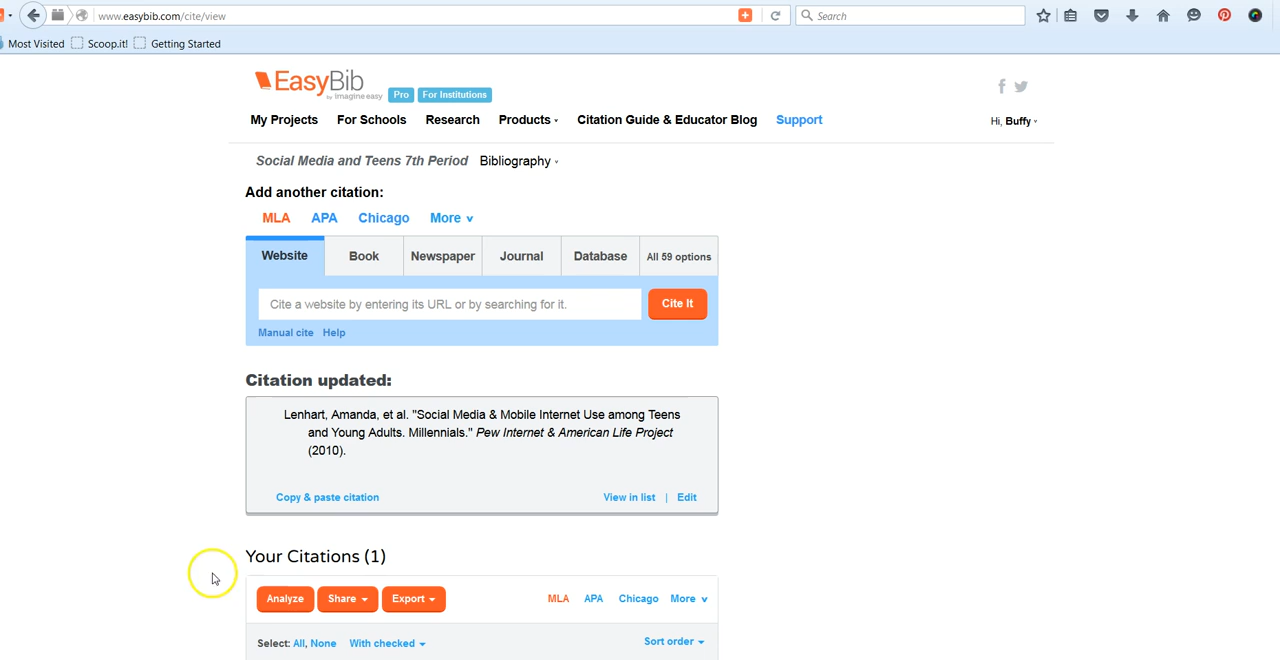 www.easybib.com/cite/view
Search
Most Visited Scoop.it! Getting Started
EasyBib
by imagine easy
Pro For Institutions
My Projects For Schools Research Products Citation Guide & Educator Blog Support
Hi, Buffy
Social Media and Teens 7th Period Bibliography
Add another citation:
MLA APA Chicago More v
Website Book Newspaper Journal Database All 59 options
Cite a website by entering its URL or by searching for it.
Cite It
Manual cite Help
Citation updated:
Lenhart, Amanda, et al. "Social Media & Mobile Internet Use among Teens
and Young Adults. Millennials." Pew Internet & American Life Project
(2010).
Copy & paste citation View in list | Edit
Your Citations (1)
Analyze Share Export MLA APA Chicago More v
Select: All, None With checked Sort order